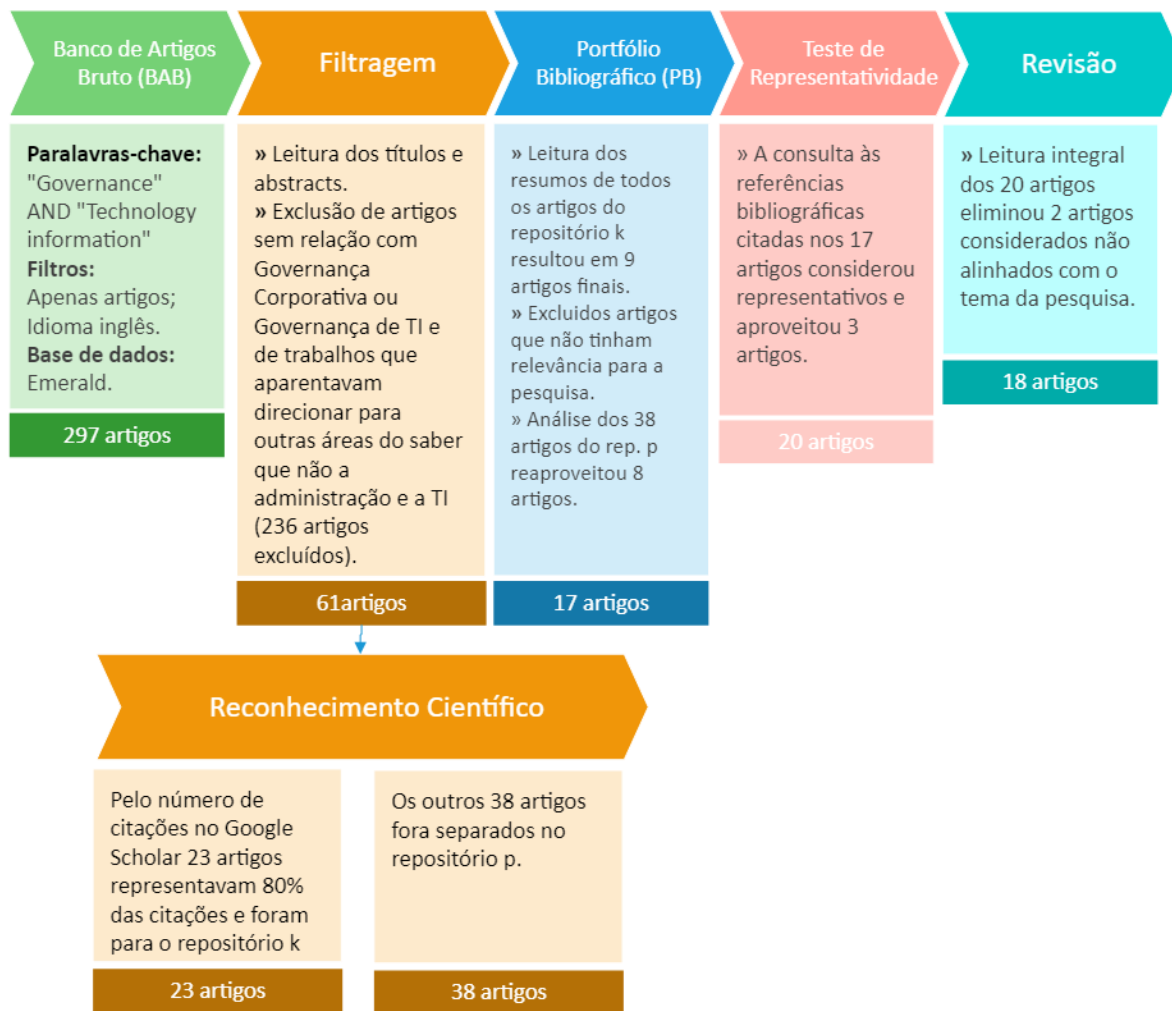 Banco de Artigos
Bruto (BAB)
Paralavras-chave:
"Governance"
AND "Technology
information"
Filtros:
Apenas artigos;
Idioma inglês.
Base de dados:
Emerald.
297 artigos
Filtragem
» Leitura dos títulos e
abstracts.
» Exclusão de artigos
sem relação com
Governança
Corporativa ou
Governança de TI e
de trabalhos que
aparentavam
direcionar para
outras áreas do saber
que não a
administração e a TI
(236 artigos
excluídos).
61artigos
Portfólio
Bibliográfico (PB)
» Leitura dos
resumos de todos
os artigos do
repositório k
resultou em 9
artigos finais.
» Excluidos artigos
que não tinham
relevância para a
pesquisa.
» Análise dos 38
artigos do rep. p
reaproveitou 8
artigos.
17 artigos
Teste de
Representatividade
» A consulta às
referências
bibliográficas
citadas nos 17
artigos considerou
representativos e
aproveitou 3
artigos.
20 artigos
Revisão
» Leitura integral
dos 20 artigos
eliminou 2 artigos
considerados não
alinhados com o
tema da pesquisa.
18 artigos
Reconhecimento Científico
Pelo número de
citações no Google
Scholar 23 artigos
representavam 80%
das citações e foram
para o repositório k
23 artigos
Os outros 38 artigos
fora separados no
repositório p.
38 artigos